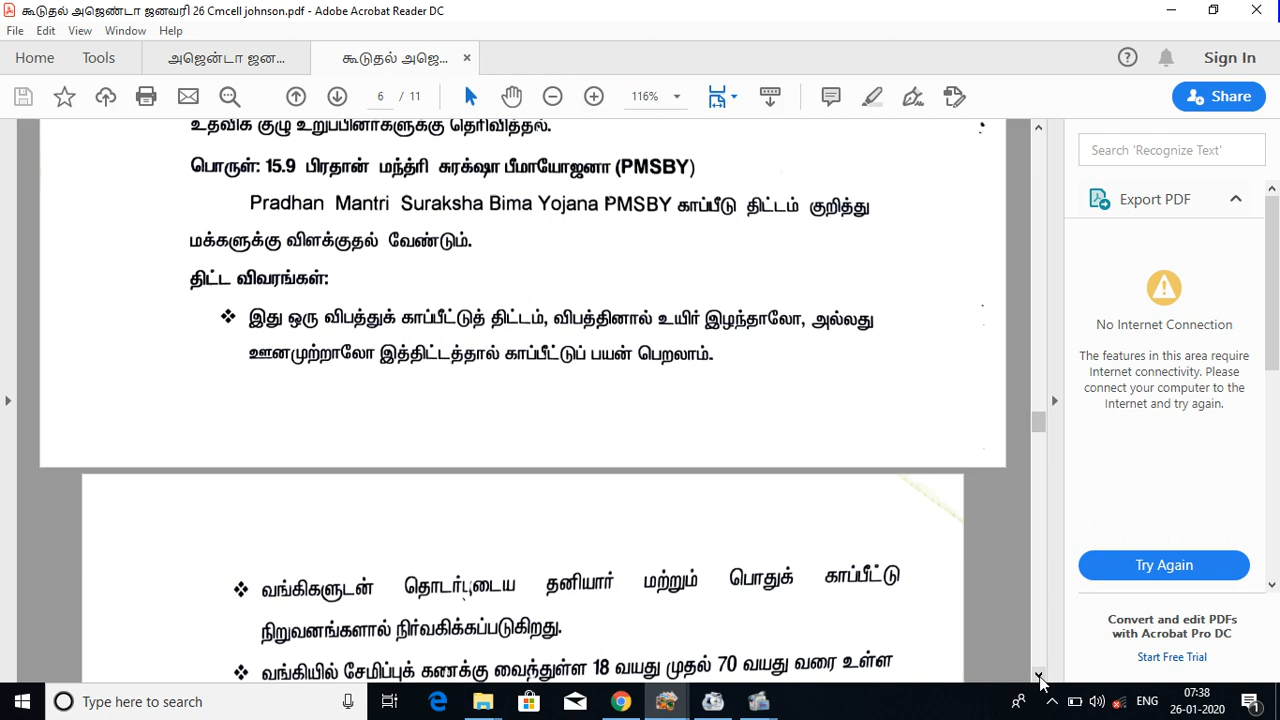 கூடுதல் அஜெண்டா ஜனவரி 26 Cmcell johnson.pdf - Adobe Acrobat Reader DC
File Edit View Window Help
Home Tools அஜென்டா ஜன... கூடுதல் அஜெ... ×
Sign In
6 / 11 116% Share
உதவிக் குழு உறுப்பினர்களுக்கு தெரிவித்தல்.
பொருள்: 15.9 பிரதான் மந்த்ரி சுரக்‌ஷா பீமாயோஜனா (PMSBY)
Pradhan Mantri Suraksha Bima Yojana PMSBY காப்பீடு திட்டம் குறித்து
மக்களுக்கு விளக்குதல் வேண்டும்.
திட்ட விவரங்கள்:
❖ இது ஒரு விபத்துக் காப்பீட்டுத் திட்டம், விபத்தினால் உயிர் இழந்தாலோ, அல்லது
ஊனமுற்றாலோ இத்திட்டத்தால் காப்பீட்டுப் பயன் பெறலாம்.
❖ வங்கிகளுடன் தொடர்புடைய தனியார் மற்றும் பொதுக் காப்பீட்டு
நிறுவனங்களால் நிர்வகிக்கப்படுகிறது.
❖ வங்கியில் சேமிப்புக் கணக்கு வைந்துள்ள 18 வயது முதல் 70 வயது வரை உள்ள
Search 'Recognize Text'
Export PDF
No Internet Connection
The features in this area require
Internet connectivity. Please
connect your computer to the
Internet and try again.
Try Again
Convert and edit PDFs
with Acrobat Pro DC
Start Free Trial
Type here to search
ENG
07:38
26-01-2020
1